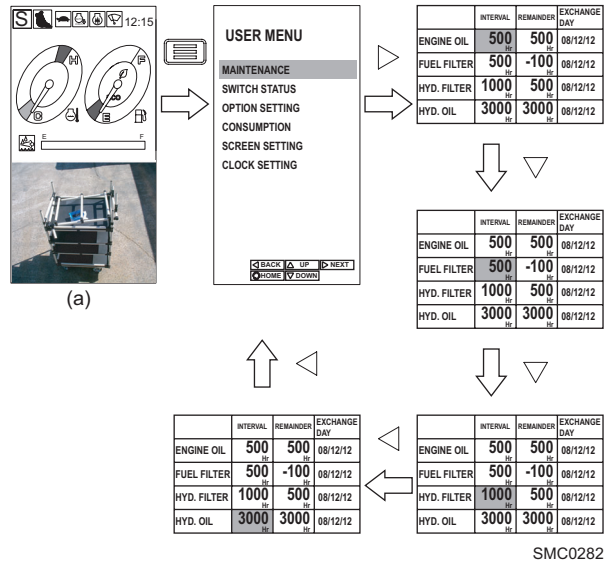 S 12:15
H F
C E
E F
(a)
USER MENU
MAINTENANCE
SWITCH STATUS
OPTION SETTING
CONSUMPTION
SCREEN SETTING
CLOCK SETTING
BACK UP NEXT
HOME DOWN
INTERVAL REMAINDER EXCHANGE DAY
ENGINE OIL 500 Hr 500 Hr 08/12/12
FUEL FILTER 500 Hr -100 Hr 08/12/12
HYD. FILTER 1000 Hr 500 Hr 08/12/12
HYD. OIL 3000 Hr 3000 Hr 08/12/12
INTERVAL REMAINDER EXCHANGE DAY
ENGINE OIL 500 Hr 500 Hr 08/12/12
FUEL FILTER 500 Hr -100 Hr 08/12/12
HYD. FILTER 1000 Hr 500 Hr 08/12/12
HYD. OIL 3000 Hr 3000 Hr 08/12/12
INTERVAL REMAINDER EXCHANGE DAY
ENGINE OIL 500 Hr 500 Hr 08/12/12
FUEL FILTER 500 Hr -100 Hr 08/12/12
HYD. FILTER 1000 Hr 500 Hr 08/12/12
HYD. OIL 3000 Hr 3000 Hr 08/12/12
INTERVAL REMAINDER EXCHANGE DAY
ENGINE OIL 500 Hr 500 Hr 08/12/12
FUEL FILTER 500 Hr -100 Hr 08/12/12
HYD. FILTER 1000 Hr 500 Hr 08/12/12
HYD. OIL 3000 Hr 3000 Hr 08/12/12
SMC0282